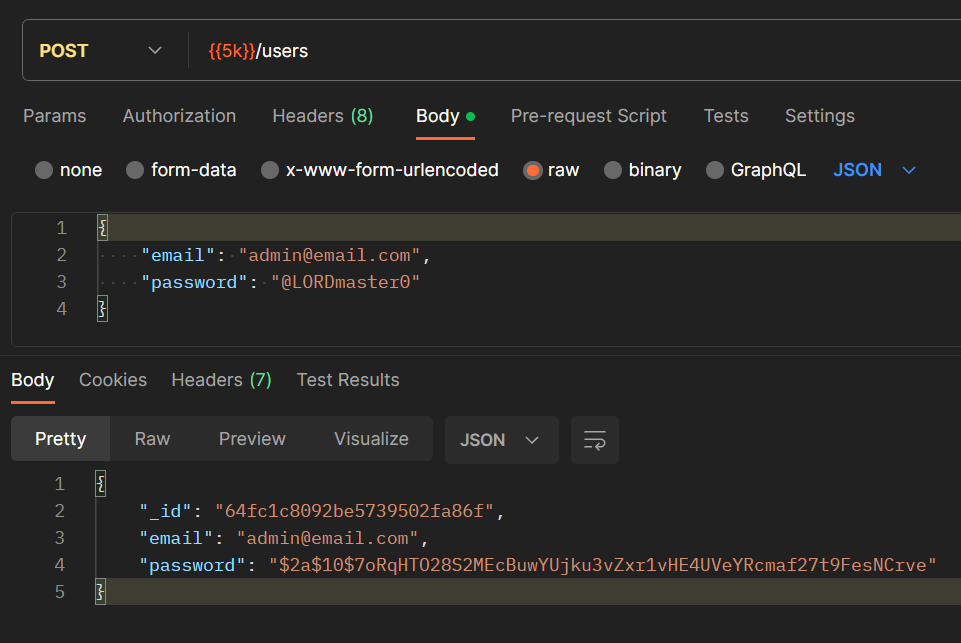 POST {{5k}}/users
Params Authorization Headers (8) Body Pre-request Script Tests Settings
none form-data x-www-form-urlencoded raw binary GraphQL JSON
1 {
2 "email": "admin@email.com",
3 "password": "@LORDmaster0"
4 }
Body Cookies Headers (7) Test Results
Pretty Raw Preview Visualize JSON
1 {
2 "_id": "64fc1c8092be5739502fa86f",
3 "email": "admin@email.com",
4 "password": "$2a$10$7oRqHTO28S2MEcBuwYUjku3vZxr1vHE4UVeYRcmaf27t9FesNCrve"
5 }